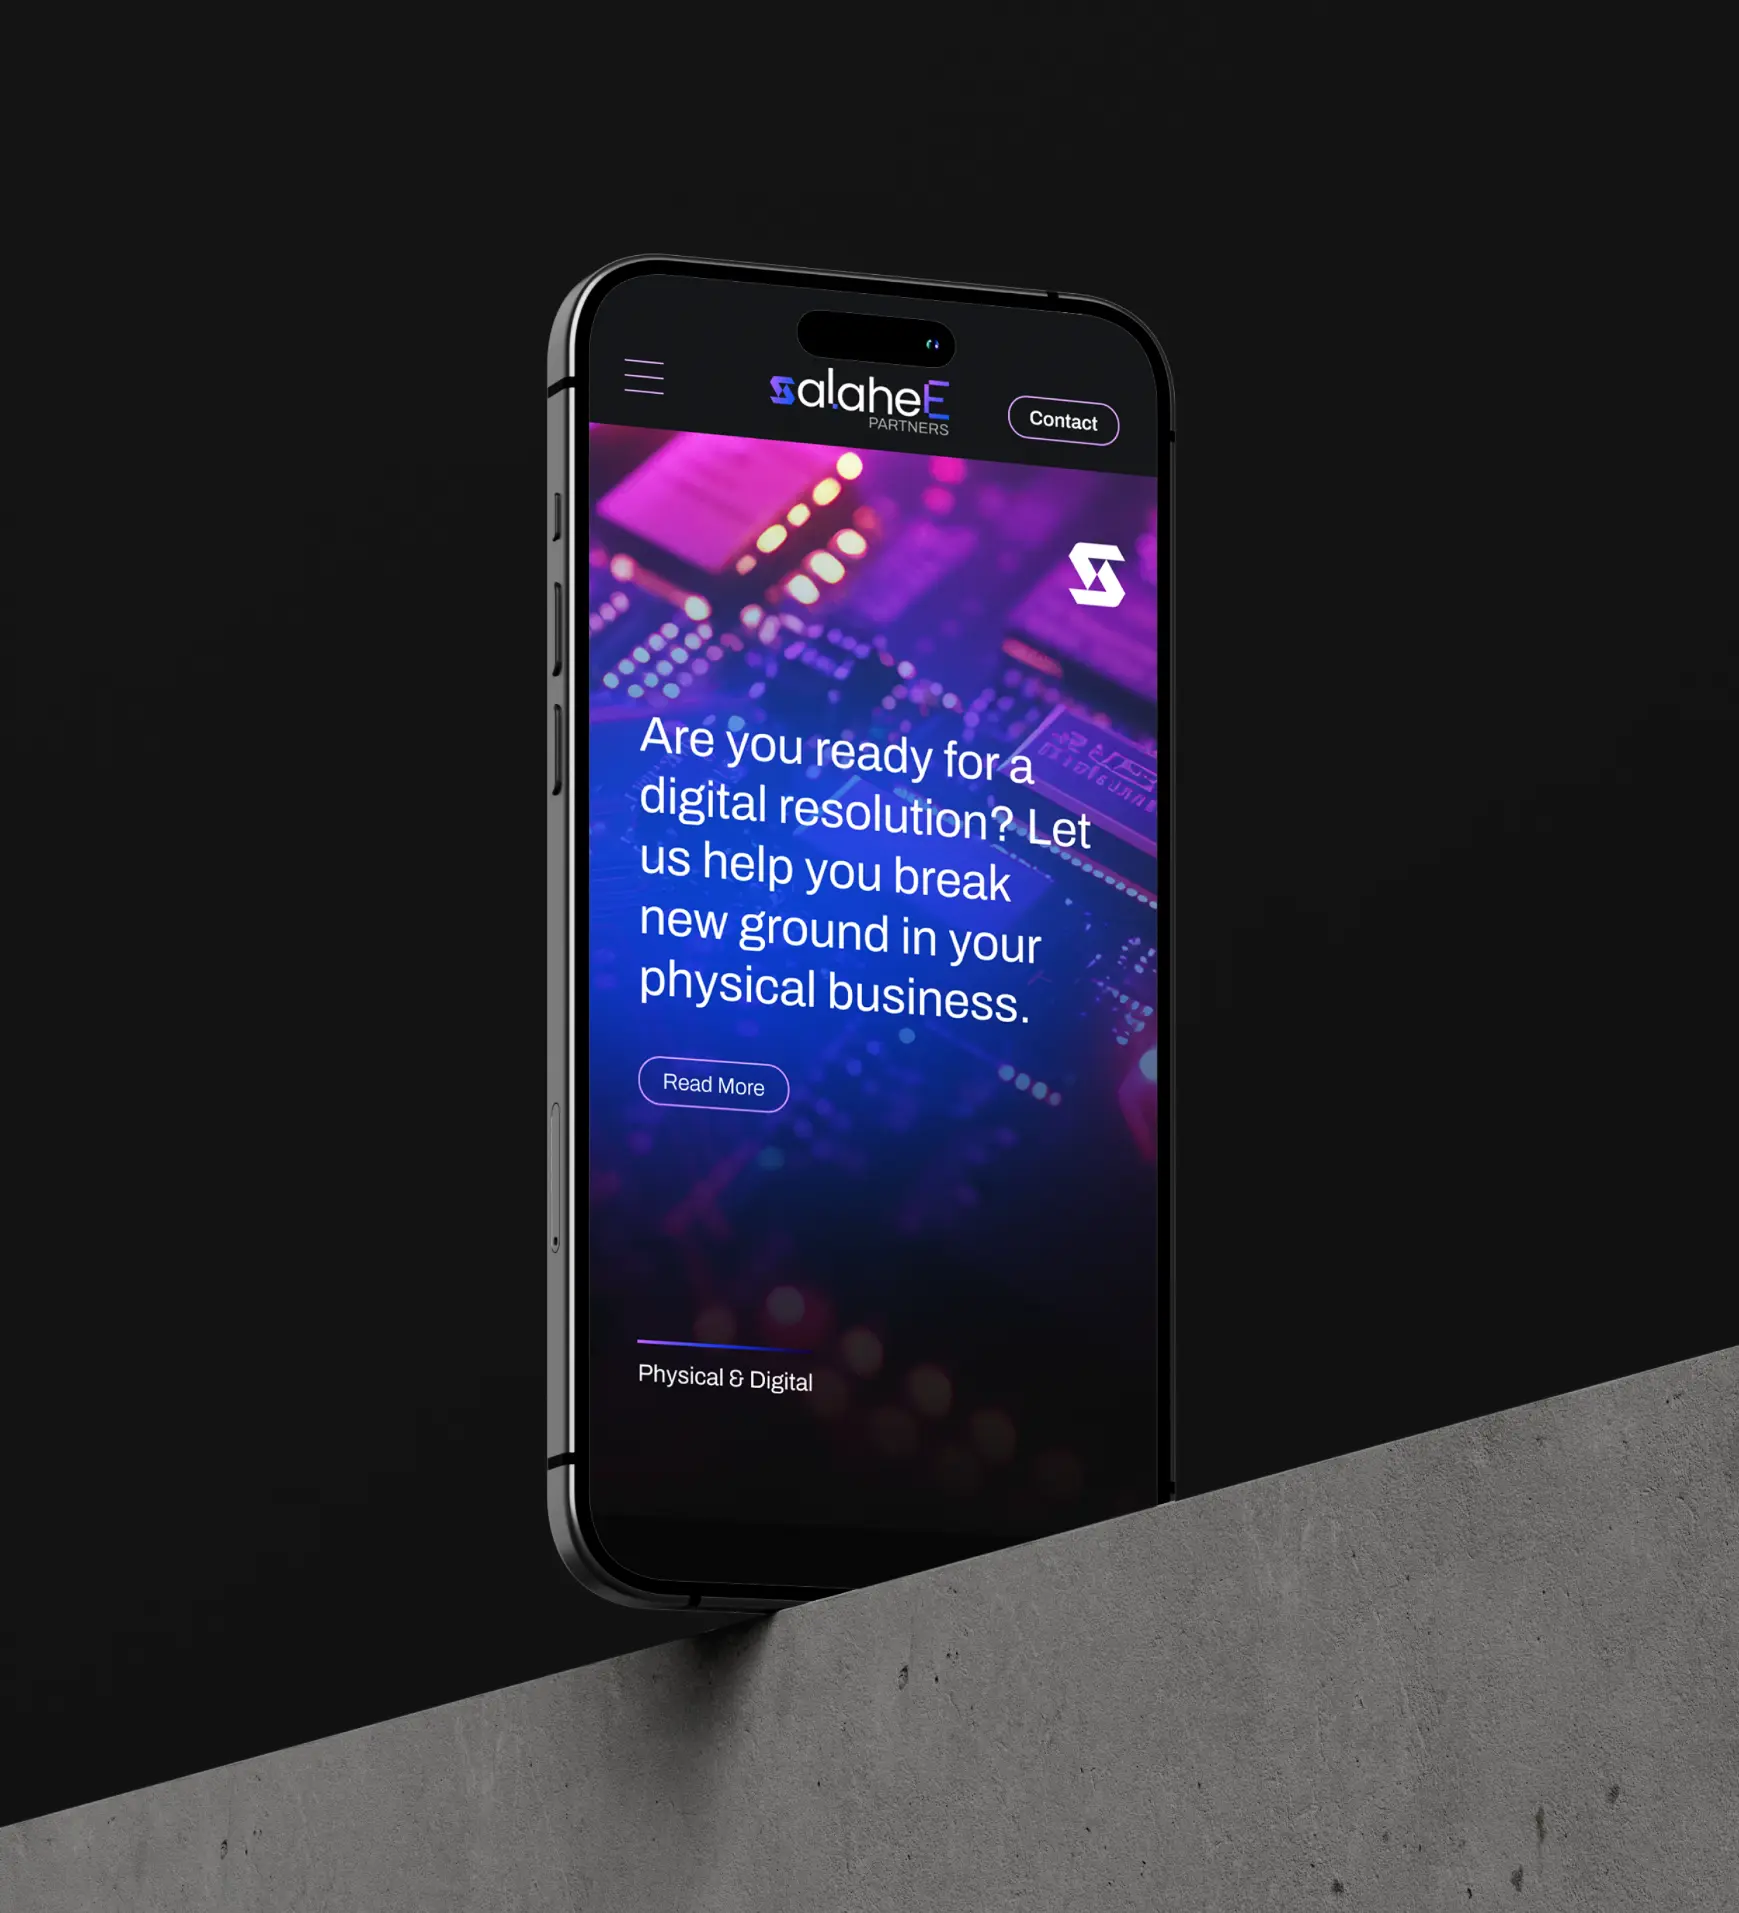 SalaheE
PARTNERS
Contact
Are you ready for a
digital resolution? Let
us help you break
new ground in your
physical business.
Read More
Physical & Digital